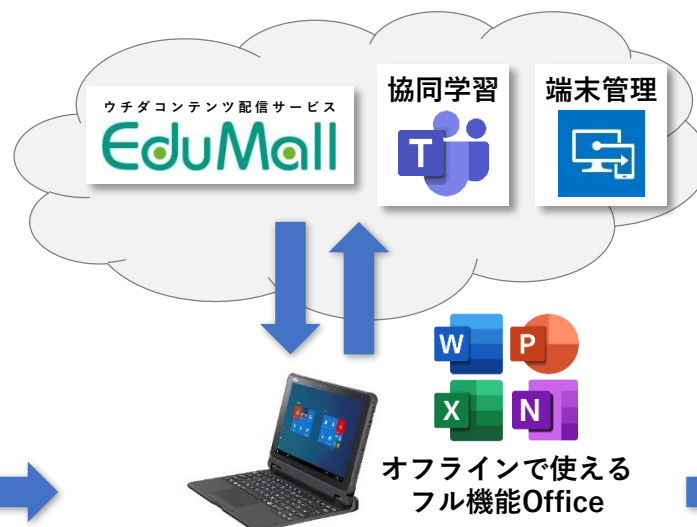 ウチダコンテンツ配信サービス
EduMall
協同学習
T
端末管理
W
P
X
N
オフラインで使える
フル機能Office